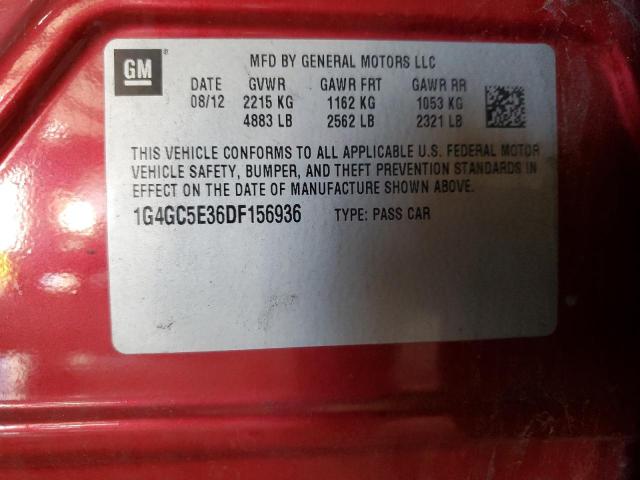 GM®
MFD BY GENERAL MOTORS LLC
DATE GVWR GAWR FRT GAWR RR
08/12 2215 KG 1162 KG 1053 KG
4883 LB 2562 LB 2321 LB
THIS VEHICLE CONFORMS TO ALL APPLICABLE U.S. FEDERAL MOTOR
VEHICLE SAFETY, BUMPER, AND THEFT PREVENTION STANDARDS IN
EFFECT ON THE DATE OF MANUFACTURE SHOWN ABOVE.
1G4GC5E36DF156936 TYPE: PASS CAR